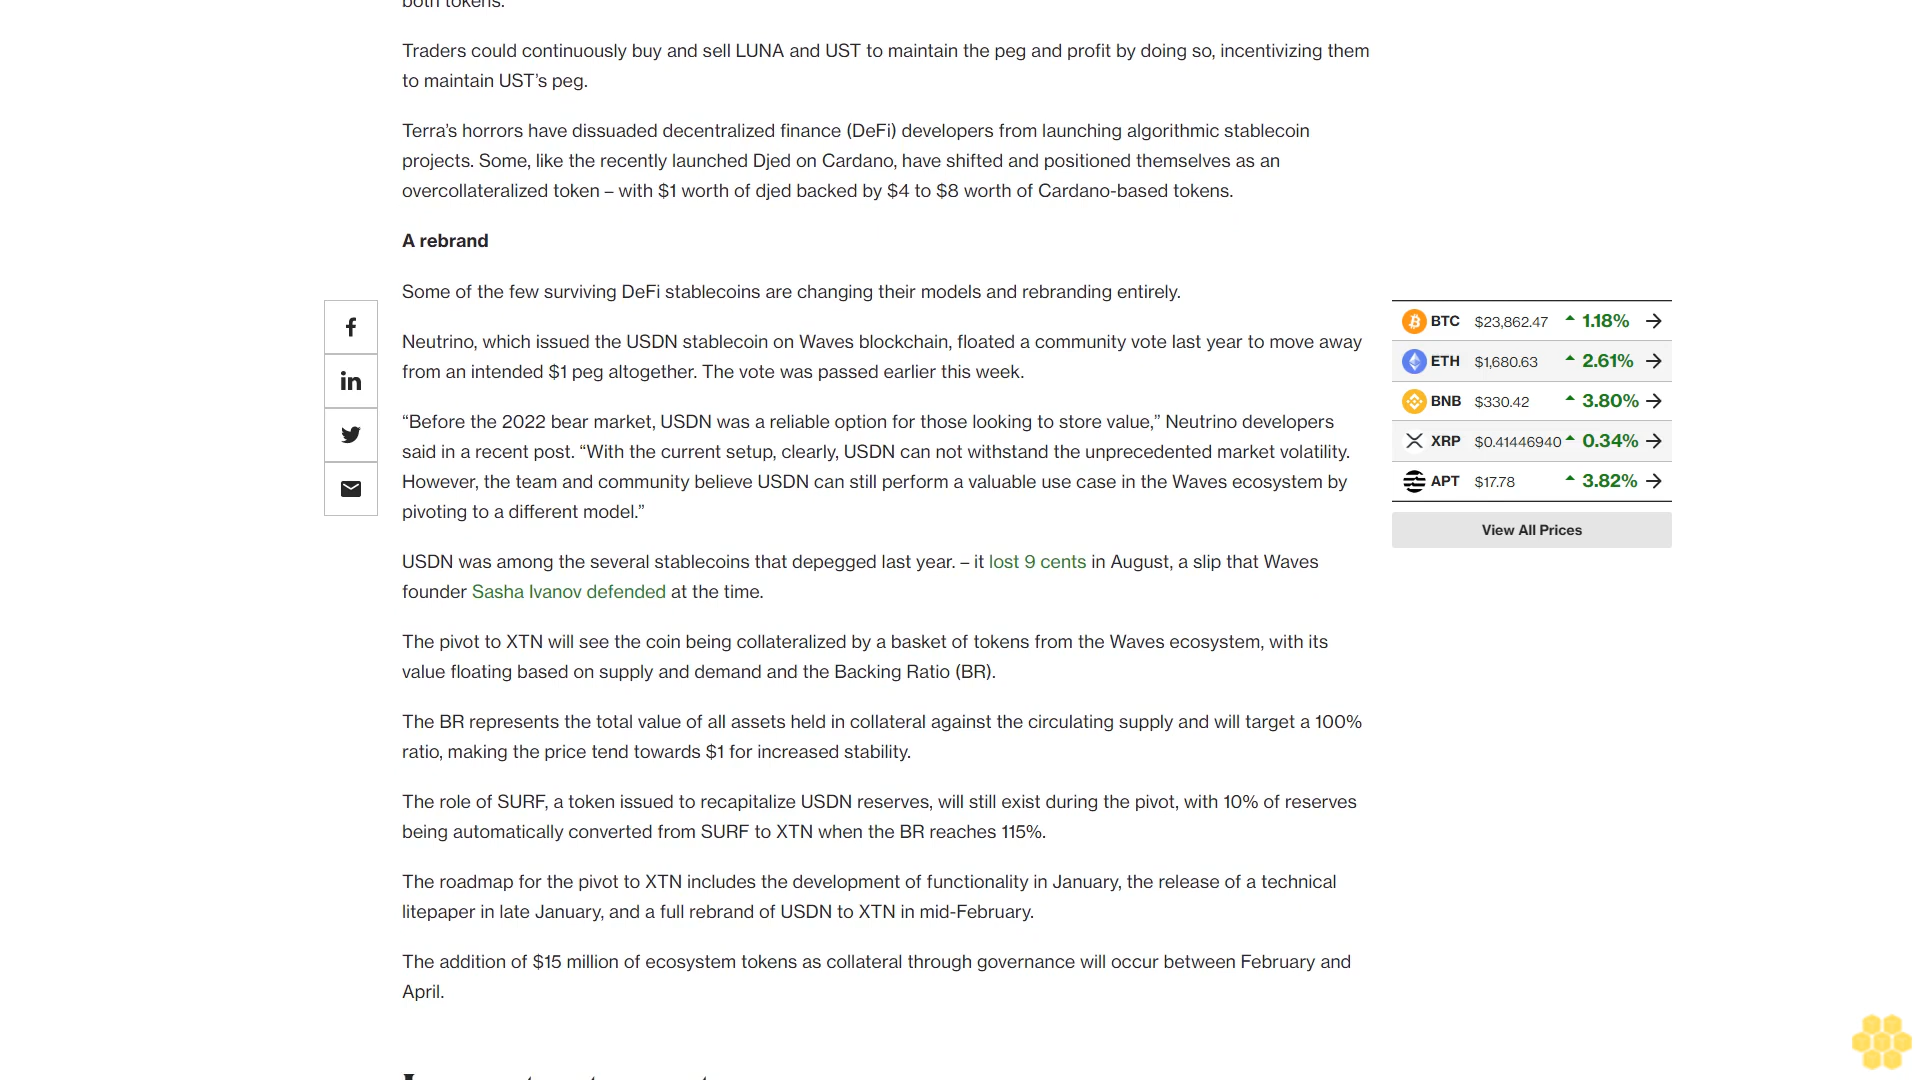 both tokens.
Traders could continuously buy and sell LUNA and UST to maintain the peg and profit by doing so, incentivizing them
to maintain UST’s peg.
Terra’s horrors have dissuaded decentralized finance (DeFi) developers from launching algorithmic stablecoin
projects. Some, like the recently launched Djed on Cardano, have shifted and positioned themselves as an
overcollateralized token – with $1 worth of djed backed by $4 to $8 worth of Cardano-based tokens.
A rebrand
Some of the few surviving DeFi stablecoins are changing their models and rebranding entirely.
Neutrino, which issued the USDN stablecoin on Waves blockchain, floated a community vote last year to move away
from an intended $1 peg altogether. The vote was passed earlier this week.
“Before the 2022 bear market, USDN was a reliable option for those looking to store value,” Neutrino developers
said in a recent post. “With the current setup, clearly, USDN can not withstand the unprecedented market volatility.
However, the team and community believe USDN can still perform a valuable use case in the Waves ecosystem by
pivoting to a different model.”
USDN was among the several stablecoins that depegged last year. – it lost 9 cents in August, a slip that Waves
founder Sasha Ivanov defended at the time.
The pivot to XTN will see the coin being collateralized by a basket of tokens from the Waves ecosystem, with its
value floating based on supply and demand and the Backing Ratio (BR).
The BR represents the total value of all assets held in collateral against the circulating supply and will target a 100%
ratio, making the price tend towards $1 for increased stability.
The role of SURF, a token issued to recapitalize USDN reserves, will still exist during the pivot, with 10% of reserves
being automatically converted from SURF to XTN when the BR reaches 115%.
The roadmap for the pivot to XTN includes the development of functionality in January, the release of a technical
litepaper in late January, and a full rebrand of USDN to XTN in mid-February.
The addition of $15 million of ecosystem tokens as collateral through governance will occur between February and
April.
BTC $23,862.47 1.18%
ETH $1,680.63 2.61%
BNB $330.42 3.80%
XRP $0.41446940 0.34%
APT $17.78 3.82%
View All Prices